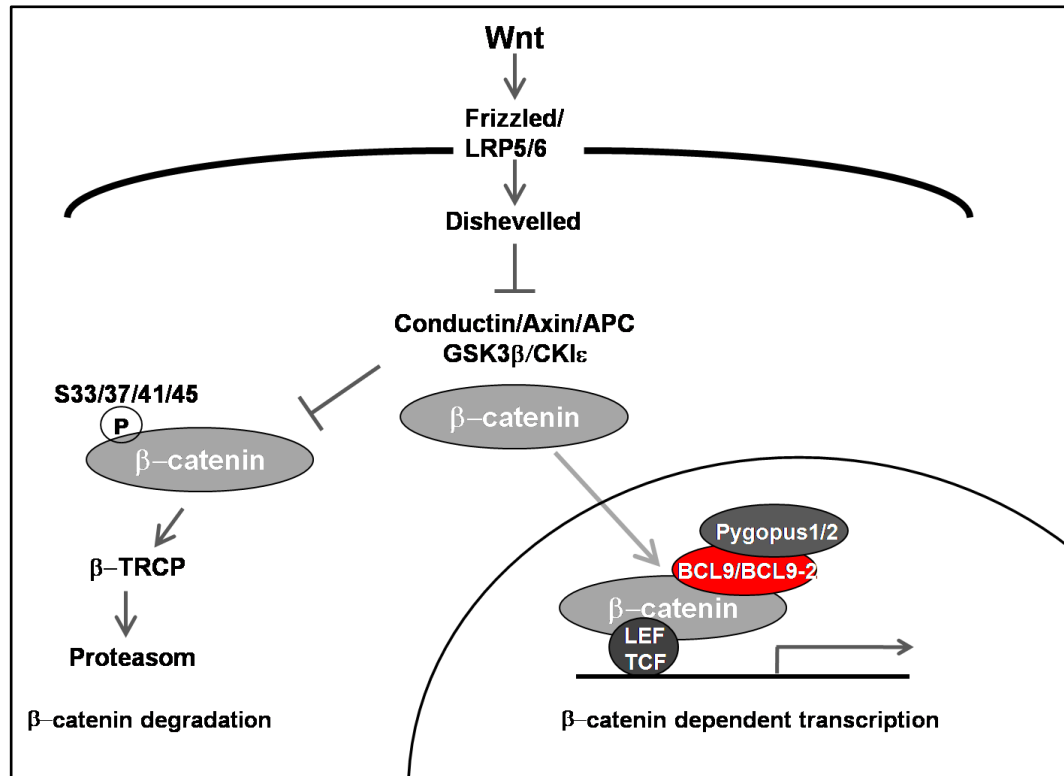 Wnt
Frizzled/
LRP5/6
Dishevelled
Conductin/Axin/APC
GSK3β/CKIε
S33/37/41/45
P
β–catenin
β–catenin
β–TRCP
Proteasom
β–catenin degradation
Pygopus1/2
BCL9/BCL9-2
β–catenin
LEF
TCF
β–catenin dependent transcription